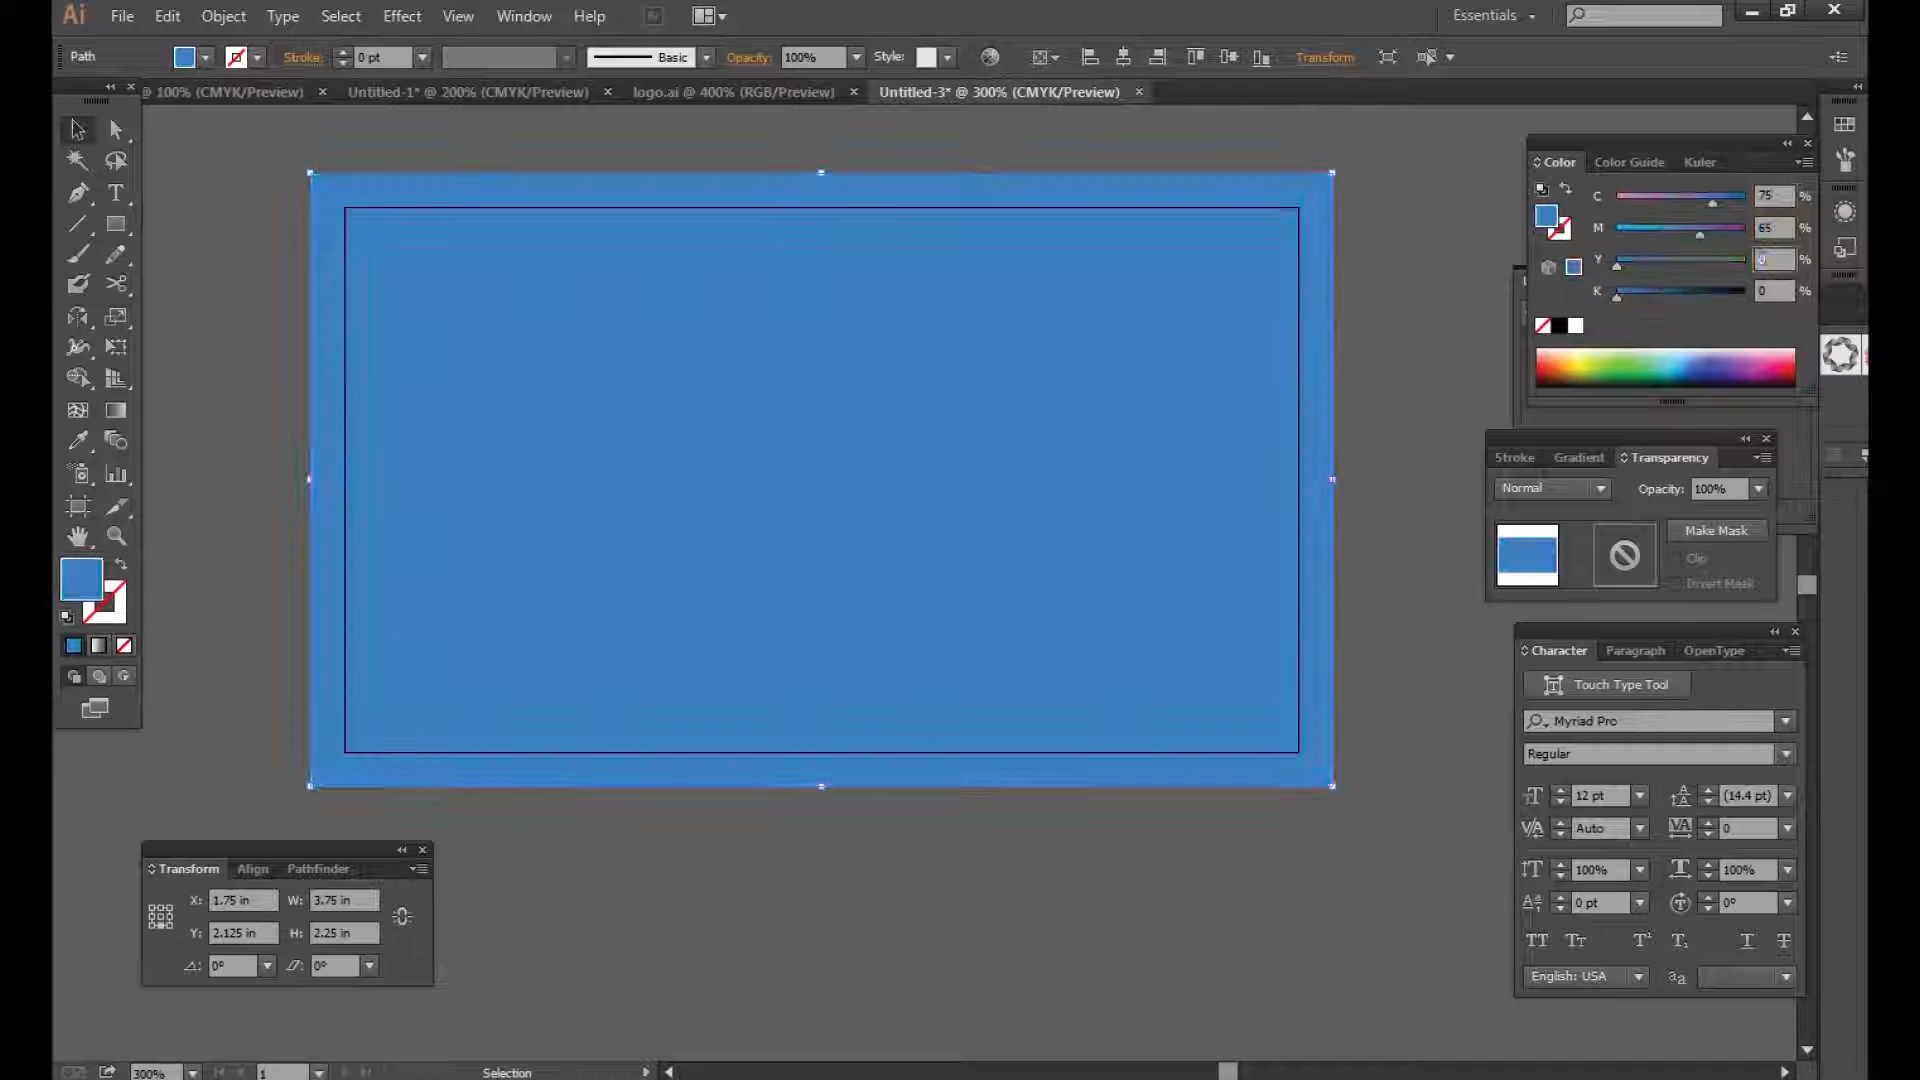 Ai File Edit Object Type Select Effect View Window Help Essentials
Path Stroke: 0 pt Basic Opacity: 100% Style: Transform
@ 100% (CMYK/Preview) × Untitled-1* @ 200% (CMYK/Preview) × logo.ai @ 400% (RGB/Preview) × Untitled-3* @ 300% (CMYK/Preview) ×
Color Color Guide Kuler
C 75 %
M 65 %
Y 0 %
K 0 %
Stroke Gradient Transparency
Normal Opacity: 100%
Make Mask
Clip
Invert Mask
Character Paragraph OpenType
Touch Type Tool
Myriad Pro
Regular
12 pt (14.4 pt)
Auto 0
100% 100%
0 pt 0°
English: USA
Transform Align Pathfinder
X: 1.75 in W: 3.75 in
Y: 2.125 in H: 2.25 in
0° 0°
300% 1 Selection